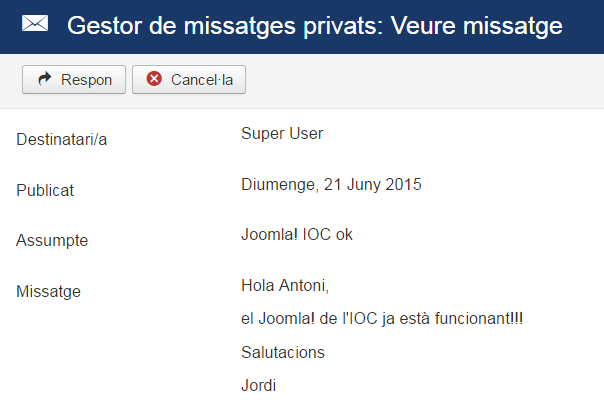 Gestor de missatges privats: Veure missatge
Respon Cancel·la
Destinatari/a Super User
Publicat Diumenge, 21 Juny 2015
Assumpte Joomla! IOC ok
Missatge Hola Antoni,
el Joomla! de l'IOC ja està funcionant!!!
Salutacions
Jordi